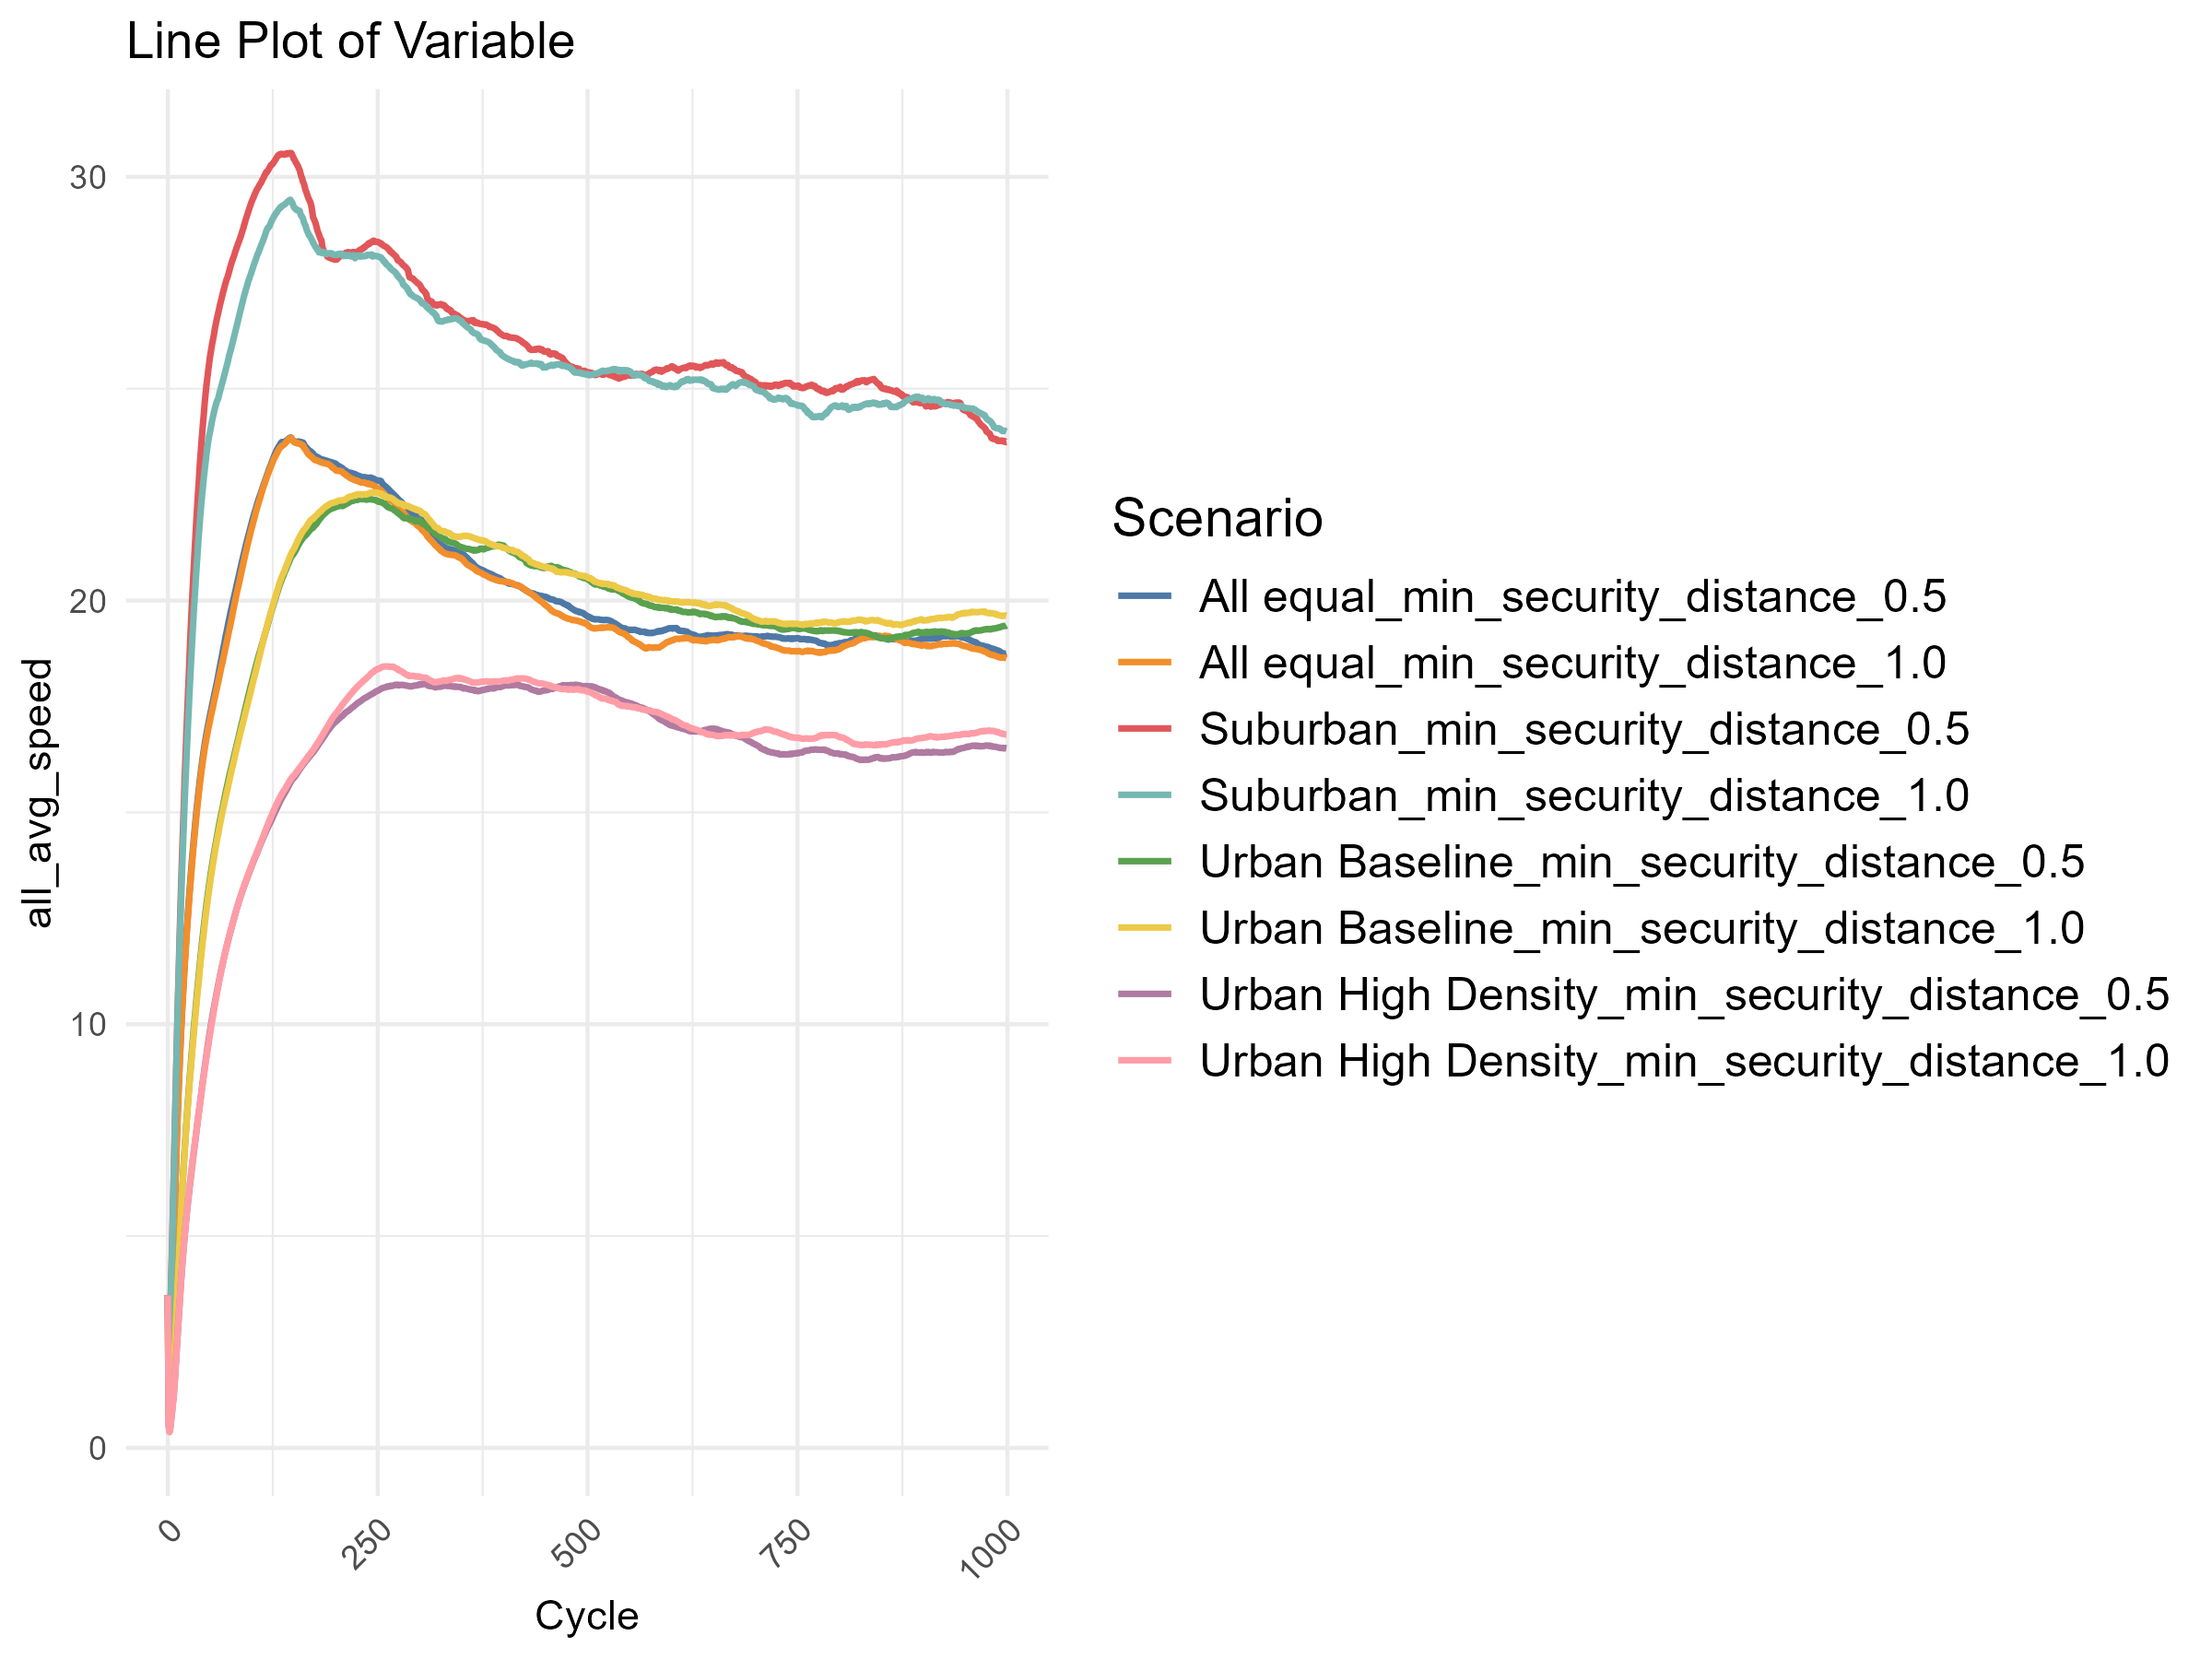 Line Plot of Variable
30
20
10
0
all_avg_speed
0
250
500
750
1000
Cycle
Scenario
All equal_min_security_distance_0.5
All equal_min_security_distance_1.0
Suburban_min_security_distance_0.5
Suburban_min_security_distance_1.0
Urban Baseline_min_security_distance_0.5
Urban Baseline_min_security_distance_1.0
Urban High Density_min_security_distance_0.5
Urban High Density_min_security_distance_1.0